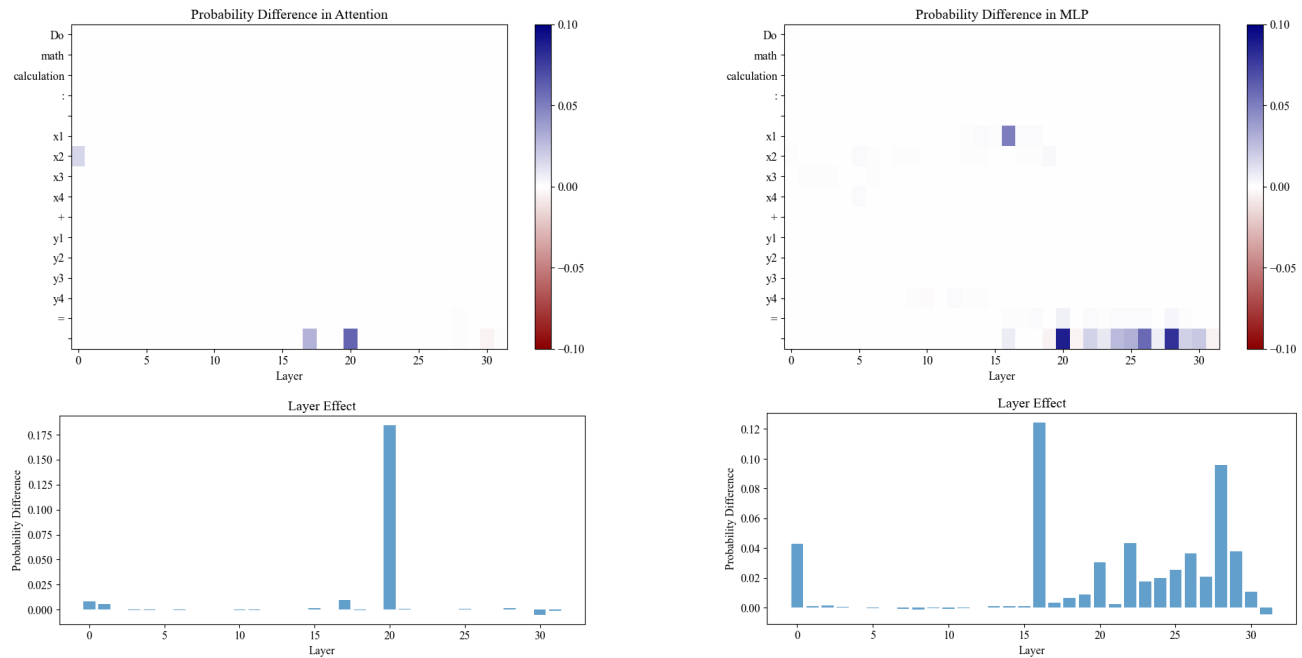 Probability Difference in Attention
Do
math
calculation
:
x1
x2
x3
x4
+
y1
y2
y3
y4
=
0 5 10 15 20 25 30
Layer
0.10
0.05
0.00
−0.05
−0.10
Probability Difference in MLP
Do
math
calculation
:
x1
x2
x3
x4
+
y1
y2
y3
y4
=
0 5 10 15 20 25 30
Layer
0.10
0.05
0.00
−0.05
−0.10
Layer Effect
Probability Difference
0.175
0.150
0.125
0.100
0.075
0.050
0.025
0.000
0 5 10 15 20 25 30
Layer
Layer Effect
Probability Difference
0.12
0.10
0.08
0.06
0.04
0.02
0.00
0 5 10 15 20 25 30
Layer